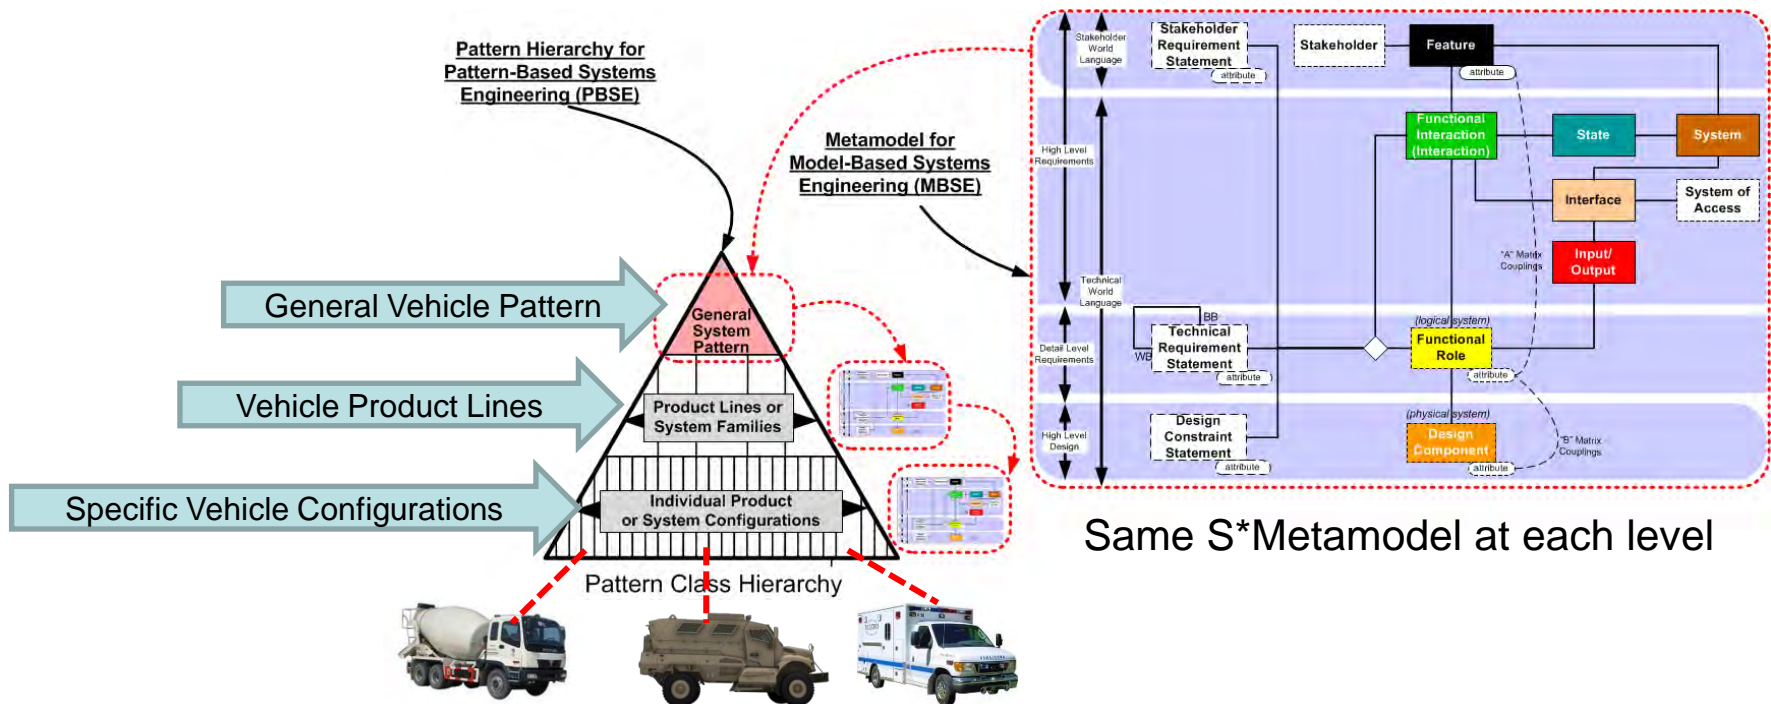 Pattern Hierarchy for
Pattern-Based Systems
Engineering (PBSE)
Metamodel for
Model-Based Systems
Engineering (MBSE)
General Vehicle Pattern
Vehicle Product Lines
Specific Vehicle Configurations
General
System
Pattern
Product Lines or
System Families
Individual Product
or System Configurations
Pattern Class Hierarchy
Stakeholder
World
Language
High Level
Requirements
Technical
World
Language
Detail Level
Requirements
High Level
Design
Stakeholder
Requirement
Statement
attribute
Stakeholder
Feature
attribute
Functional
Interaction
(Interaction)
State
System
Interface
System of
Access
Input/
Output
"A" Matrix
Couplings
BB
WB
Technical
Requirement
Statement
attribute
(logical system)
Functional
Role
attribute
Design
Constraint
Statement
attribute
(physical system)
Design
Component
attribute
"B" Matrix
Couplings
Same S*Metamodel at each level